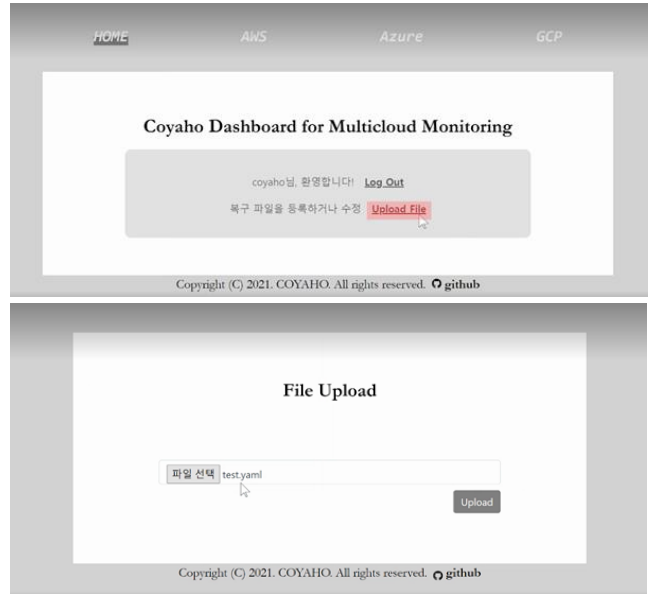 HOME AWS Azure GCP
Coyaho Dashboard for Multicloud Monitoring
coyaho님, 환영합니다! Log Out
복구 파일을 등록하거나 수정 Upload File
Copyright (C) 2021. COYAHO. All rights reserved. github
File Upload
파일 선택 test.yaml
Upload
Copyright (C) 2021. COYAHO. All rights reserved. github